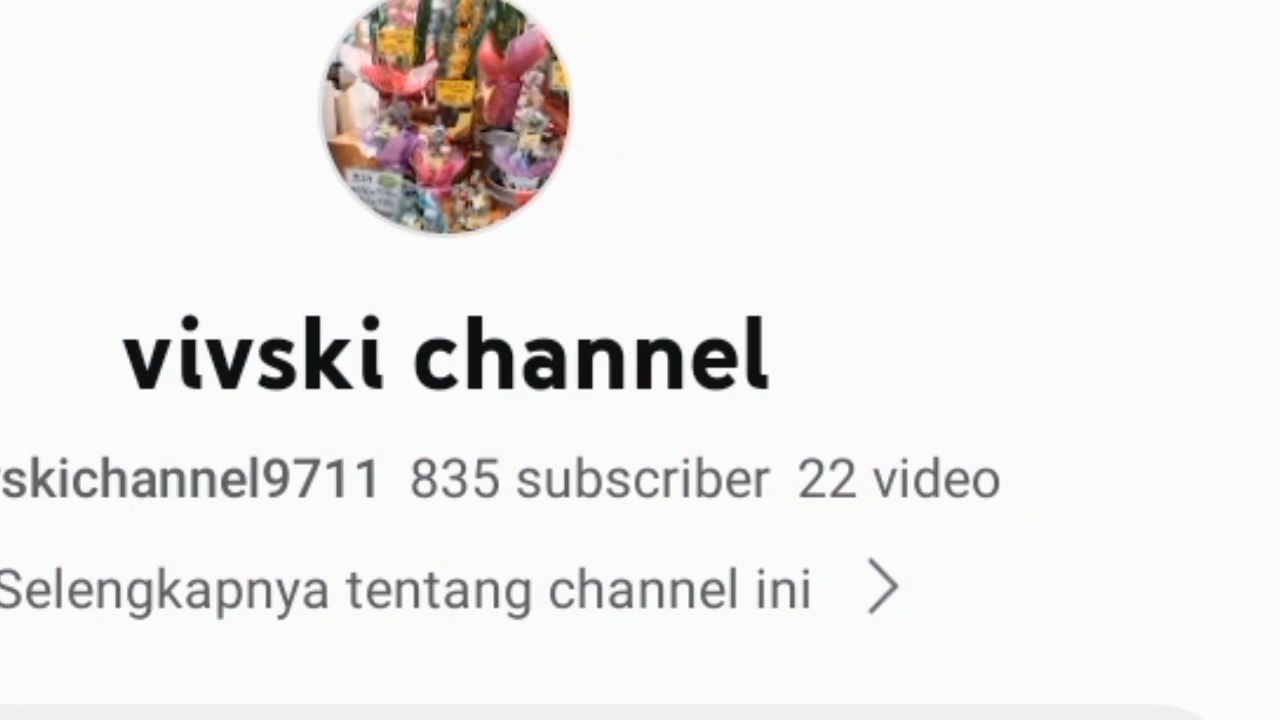 vivski channel
skichannel9711 835 subscriber 22 video
Selengkapnya tentang channel ini